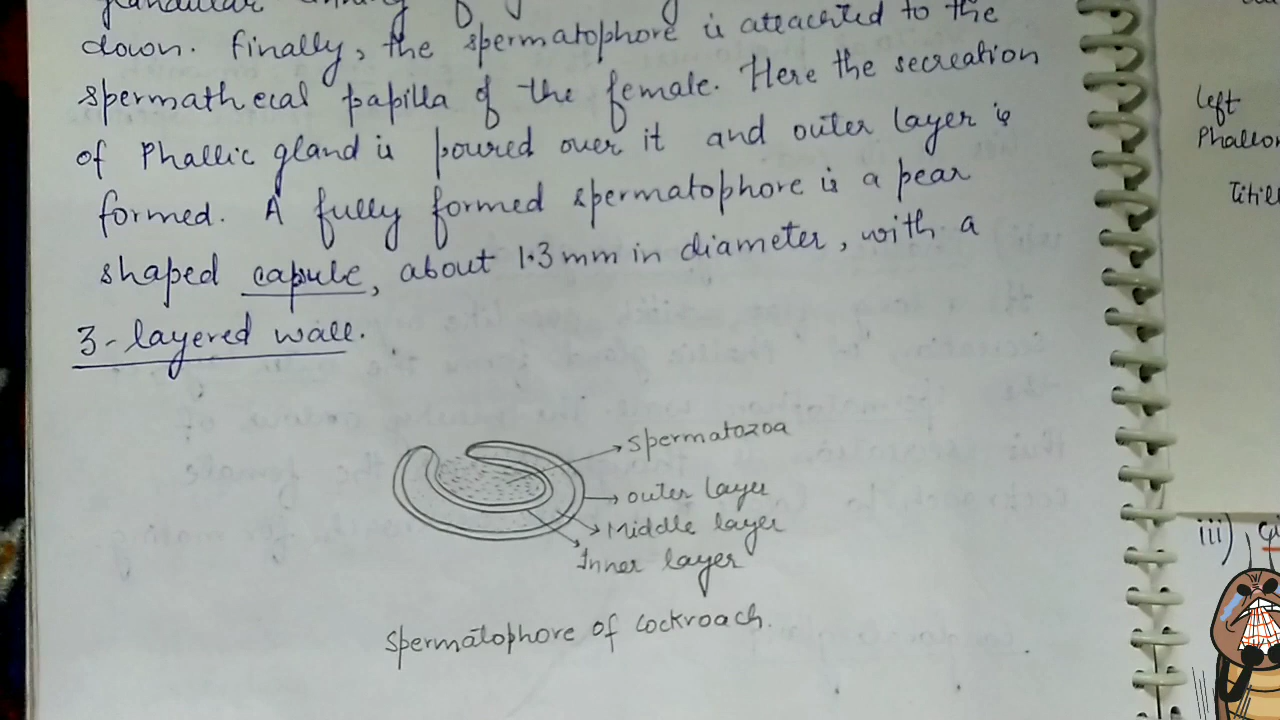 down. Finally, the spermatophore is attacehted to the
spermathecal papilla of the female. Here the secreation
of Phallic gland is poured over it and outer layer is
formed. A fully formed spermatophore is a pear
shaped capsule, about 1.3 mm in diameter, with a
3-layered wall.
spermatozoa
outer layer
Middle layer
Inner layer
Spermatophore of cockroach.
left
iii)